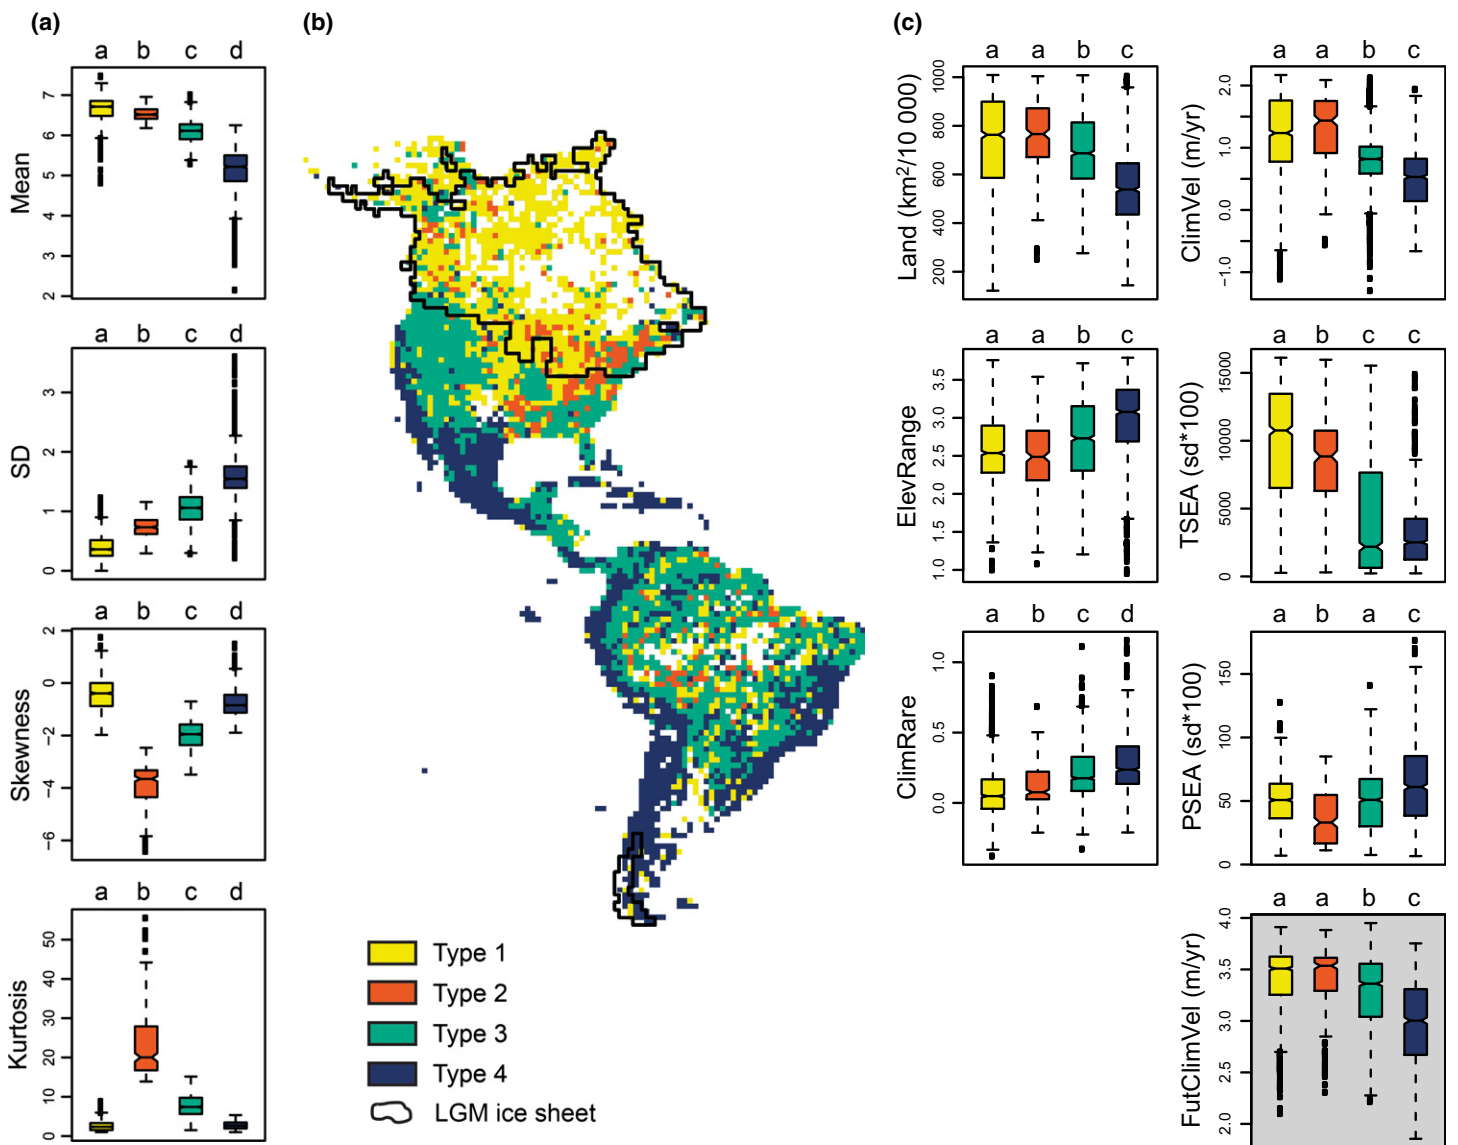 (a)
a b c d
Mean
7
6
5
4
3
2
a b c d
SD
3
2
1
0
a b c d
Skewness
2
0
−2
−4
−6
a b c d
Kurtosis
50
40
30
20
10
0
(b)
Type 1
Type 2
Type 3
Type 4
LGM ice sheet
(c)
a a b c
Land (km²/10 000)
1000
800
600
400
200
a a b c
ClimVel (m/yr)
2.0
1.0
0.0
−1.0
a a b c
ElevRange
3.5
3.0
2.5
2.0
1.5
1.0
a b c c
TSEA (sd*100)
15000
10000
5000
0
a b c d
ClimRare
1.0
0.5
0.0
a b a c
PSEA (sd*100)
150
100
50
0
a a b c
FutClimVel (m/yr)
4.0
3.5
3.0
2.5
2.0